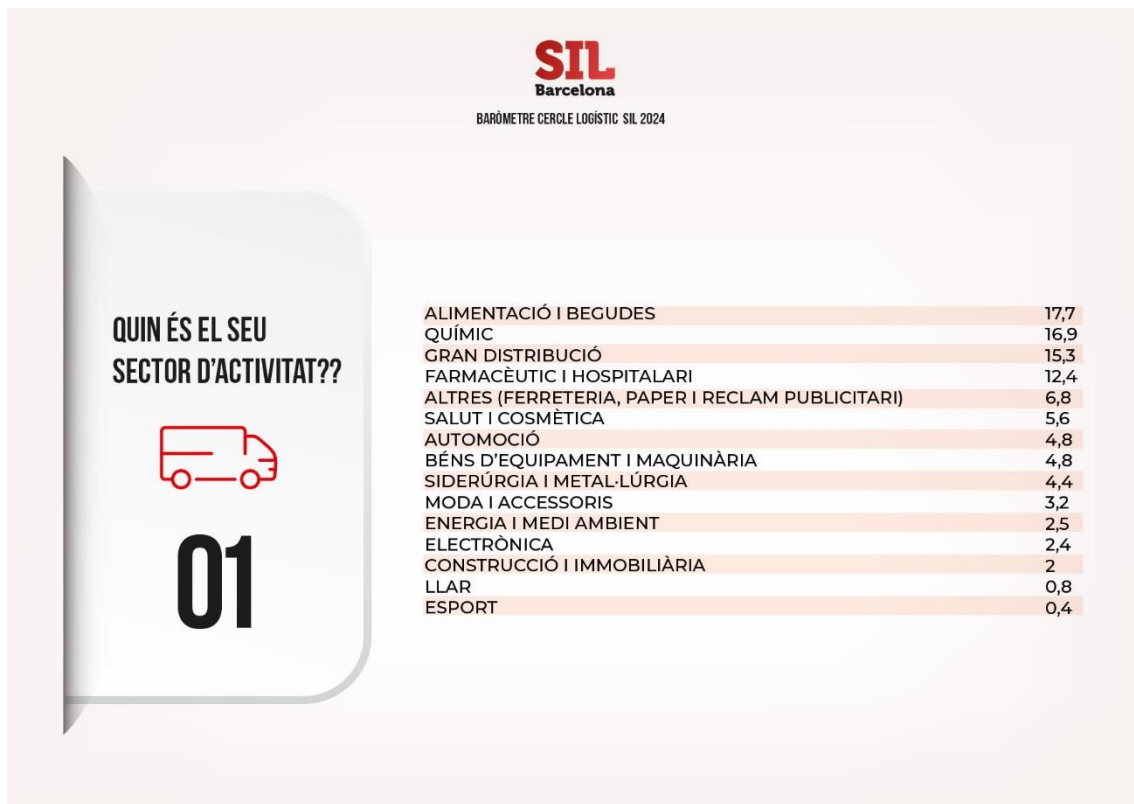 SIL
Barcelona
BARÒMETRE CERCLE LOGÍSTIC SIL 2024
QUIN ÉS EL SEU
SECTOR D'ACTIVITAT??
01
ALIMENTACIÓ I BEGUDES 17,7
QUÍMIC 16,9
GRAN DISTRIBUCIÓ 15,3
FARMACÈUTIC I HOSPITALARI 12,4
ALTRES (FERRETERIA, PAPER I RECLAM PUBLICITARI) 6,8
SALUT I COSMÈTICA 5,6
AUTOMOCIÓ 4,8
BÉNS D'EQUIPAMENT I MAQUINÀRIA 4,8
SIDERÚRGIA I METAL·LÚRGIA 4,4
MODA I ACCESSORIS 3,2
ENERGIA I MEDI AMBIENT 2,5
ELECTRÒNICA 2,4
CONSTRUCCIÓ I IMMOBILIÀRIA 2
LLAR 0,8
ESPORT 0,4